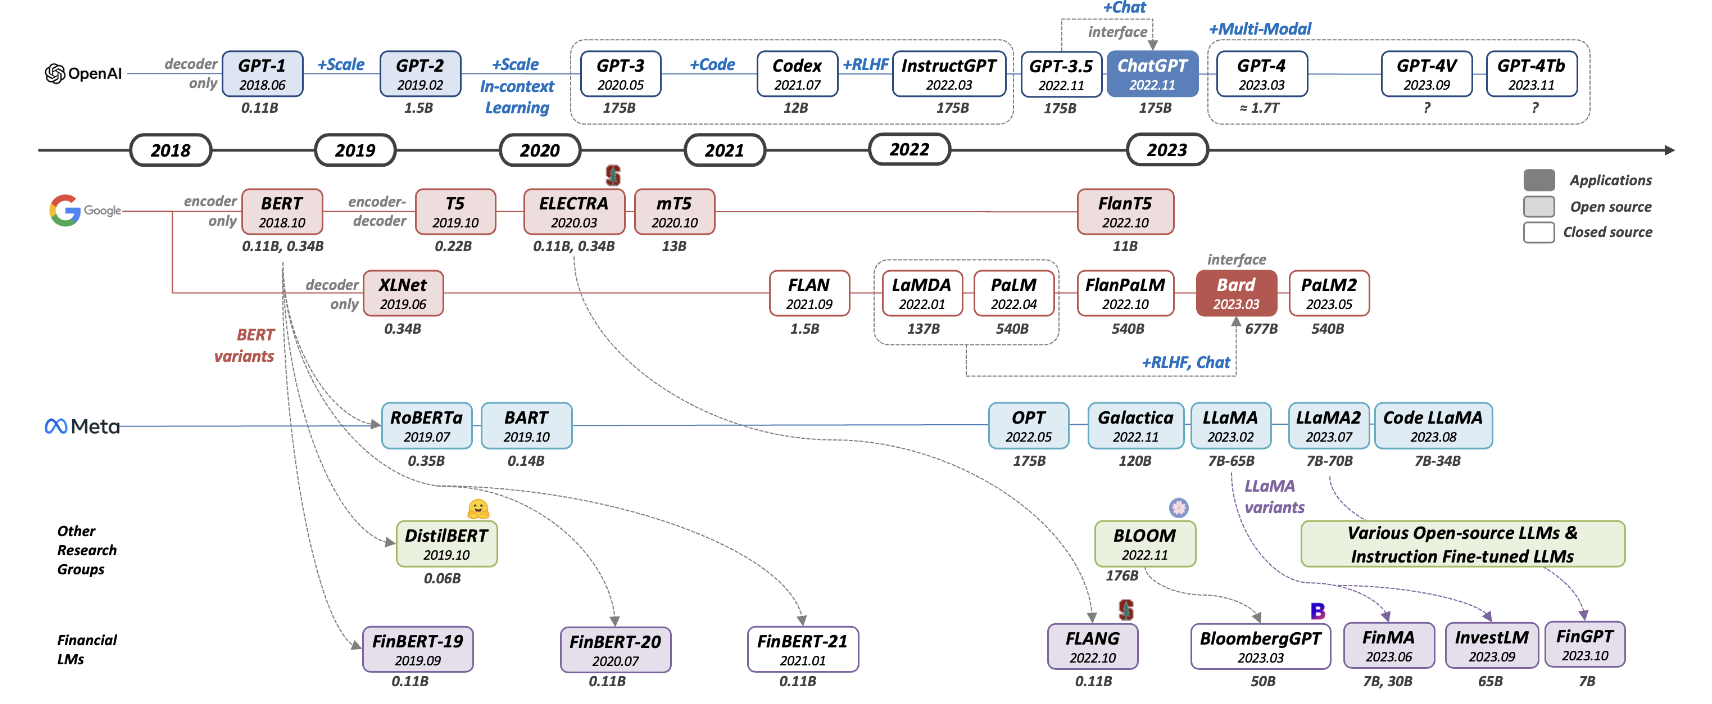 +Chat
interface
+Multi-Modal
OpenAI
decoder
only
GPT-1
2018.06
0.11B
+Scale
GPT-2
2019.02
1.5B
+Scale
In-context
Learning
GPT-3
2020.05
175B
+Code
Codex
2021.07
12B
+RLHF
InstructGPT
2022.03
175B
GPT-3.5
2022.11
175B
ChatGPT
2022.11
175B
GPT-4
2023.03
≈ 1.7T
GPT-4V
2023.09
?
GPT-4Tb
2023.11
?
2018
2019
2020
2021
2022
2023
Applications
Open source
Closed source
Google
encoder
only
BERT
2018.10
0.11B, 0.34B
encoder-
decoder
T5
2019.10
0.22B
ELECTRA
2020.03
0.11B, 0.34B
mT5
2020.10
13B
FlanT5
2022.10
11B
decoder
only
XLNet
2019.06
0.34B
FLAN
2021.09
1.5B
LaMDA
2022.01
137B
PaLM
2022.04
540B
FlanPaLM
2022.10
540B
interface
Bard
2023.03
677B
PaLM2
2023.05
540B
+RLHF, Chat
BERT
variants
Meta
RoBERTa
2019.07
0.35B
BART
2019.10
0.14B
OPT
2022.05
175B
Galactica
2022.11
120B
LLaMA
2023.02
7B-65B
LLaMA2
2023.07
7B-70B
Code LLaMA
2023.08
7B-34B
LLaMA
variants
Other
Research
Groups
DistilBERT
2019.10
0.06B
BLOOM
2022.11
176B
Various Open-source LLMs &
Instruction Fine-tuned LLMs
Financial
LMs
FinBERT-19
2019.09
0.11B
FinBERT-20
2020.07
0.11B
FinBERT-21
2021.01
0.11B
S
FLANG
2022.10
0.11B
B
BloombergGPT
2023.03
50B
FinMA
2023.06
7B, 30B
InvestLM
2023.09
65B
FinGPT
2023.10
7B